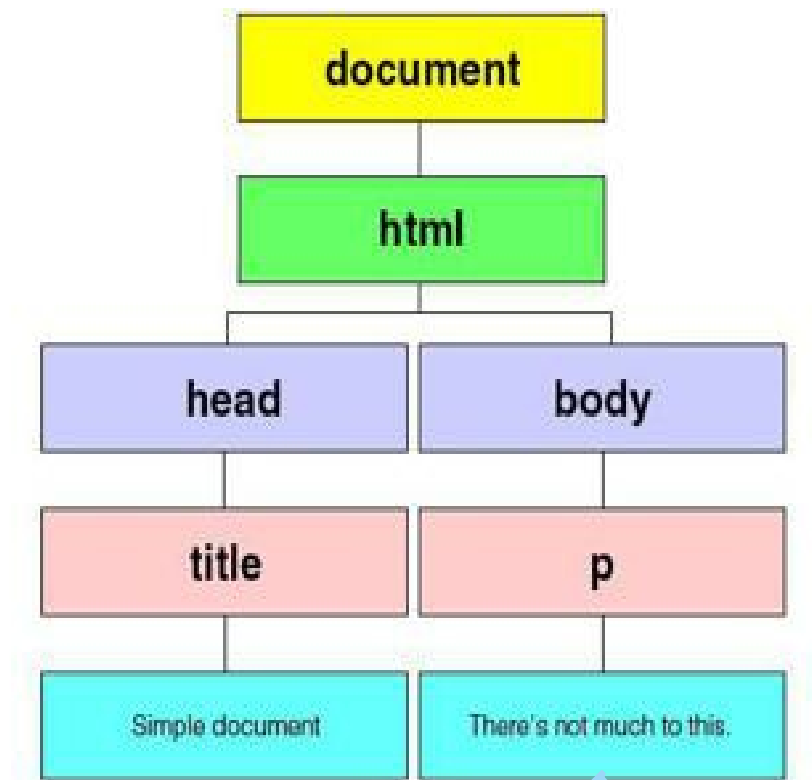 document
html
head
body
title
p
Simple document
There's not much to this.